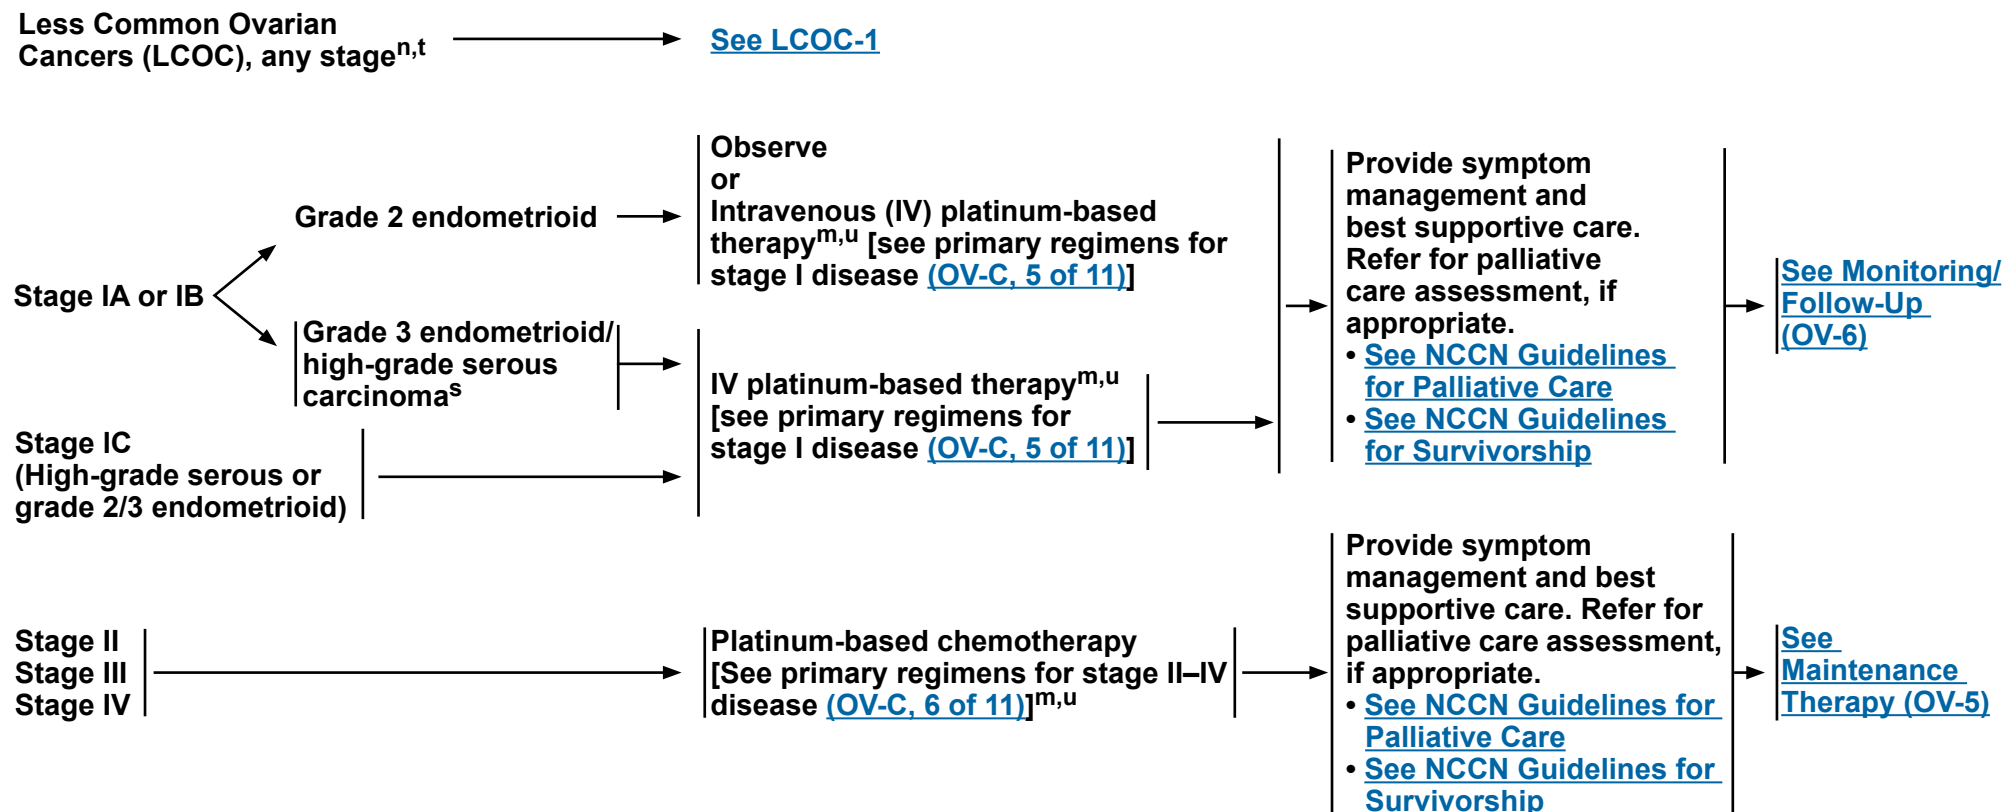 Less Common Ovarian
Cancers (LCOC), any stagen,t
See LCOC-1
Stage IA or IB
Grade 2 endometrioid
Observe
or
Intravenous (IV) platinum-based
therapym,u [see primary regimens for
stage I disease (OV-C, 5 of 11)]
Grade 3 endometrioid/
high-grade serous
carcinomas
Stage IC
(High-grade serous or
grade 2/3 endometrioid)
IV platinum-based therapym,u
[see primary regimens for
stage I disease (OV-C, 5 of 11)]
Provide symptom
management and
best supportive care.
Refer for palliative
care assessment, if
appropriate.
• See NCCN Guidelines
for Palliative Care
• See NCCN Guidelines
for Survivorship
See Monitoring/
Follow-Up
(OV-6)
Stage II
Stage III
Stage IV
Platinum-based chemotherapy
[See primary regimens for stage II–IV
disease (OV-C, 6 of 11)]m,u
Provide symptom
management and best
supportive care. Refer for
palliative care assessment,
if appropriate.
• See NCCN Guidelines for
Palliative Care
• See NCCN Guidelines for
Survivorship
See
Maintenance
Therapy (OV-5)